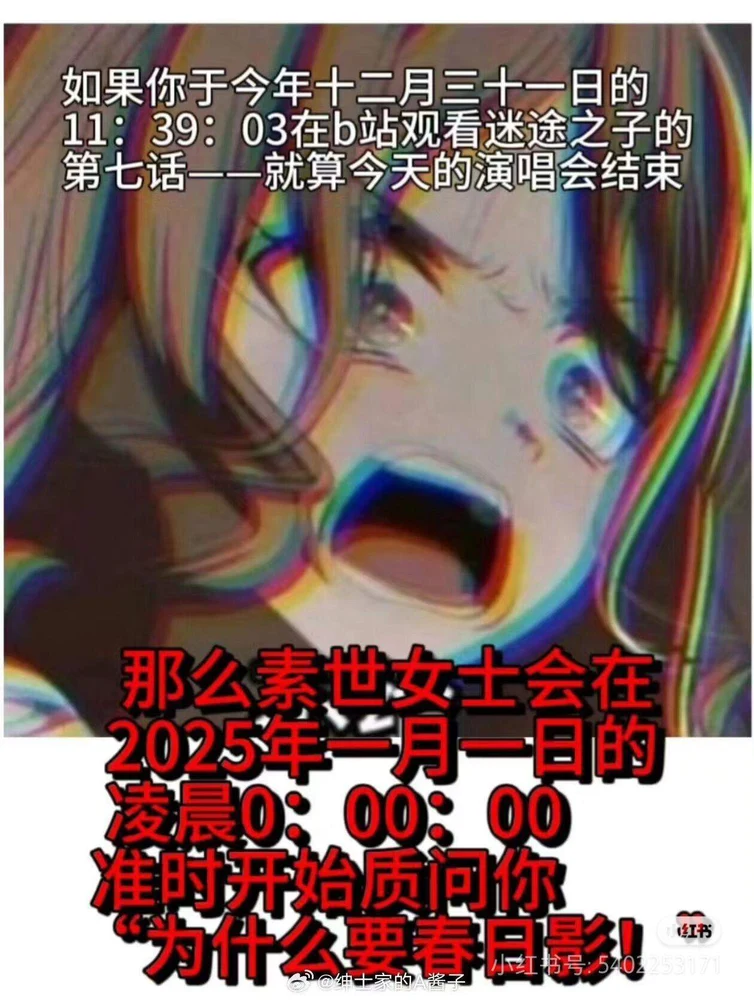 如果你于今年十二月三十一日的
11：39：03在b站观看迷途之子的
第七话——就算今天的演唱会结束
那么素世女士会在
2025年一月一日的
凌晨0：00：00
准时开始质问你
“为什么要春日影！
小红书
小红书号: 5402253171
@绅士家的A酱子